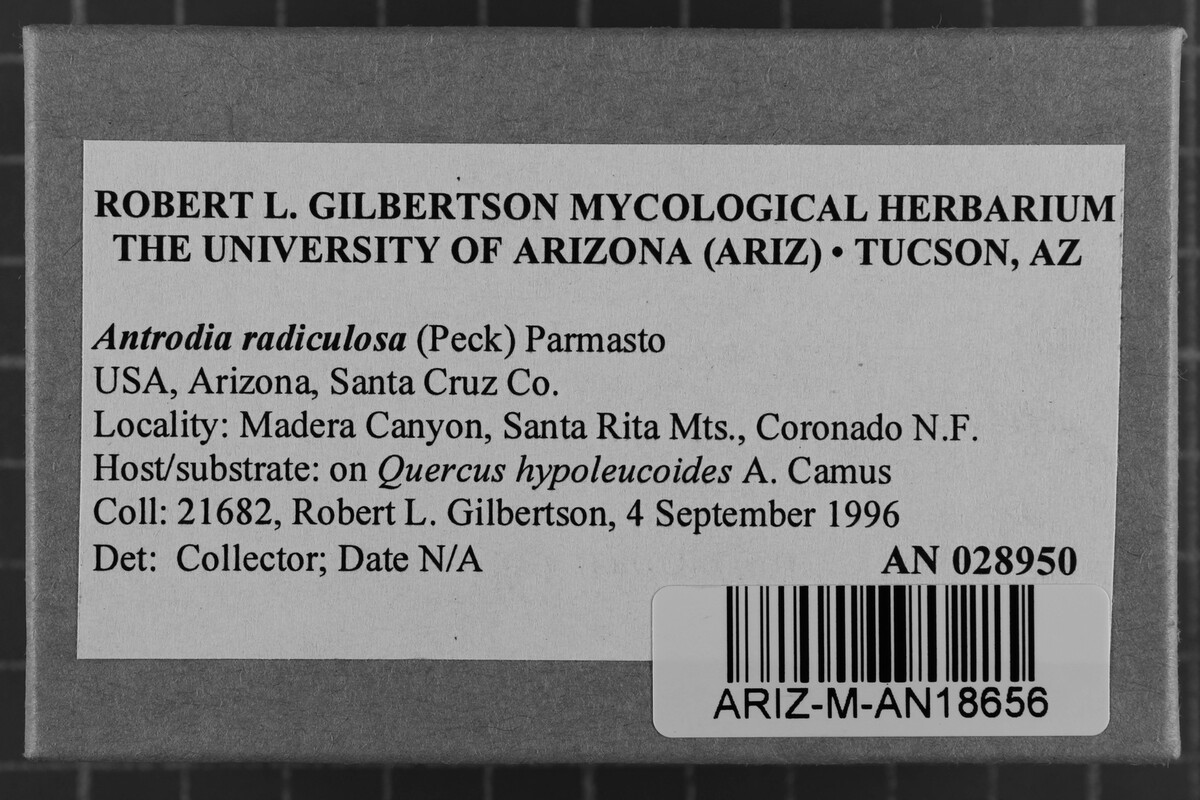 ROBERT L. GILBERTSON MYCOLOGICAL HERBARIUM
THE UNIVERSITY OF ARIZONA (ARIZ) • TUCSON, AZ
Antrodia radiculosa (Peck) Parmasto
USA, Arizona, Santa Cruz Co.
Locality: Madera Canyon, Santa Rita Mts., Coronado N.F.
Host/substrate: on Quercus hypoleucoides A. Camus
Coll: 21682, Robert L. Gilbertson, 4 September 1996
Det: Collector; Date N/A AN 028950
ARIZ-M-AN18656